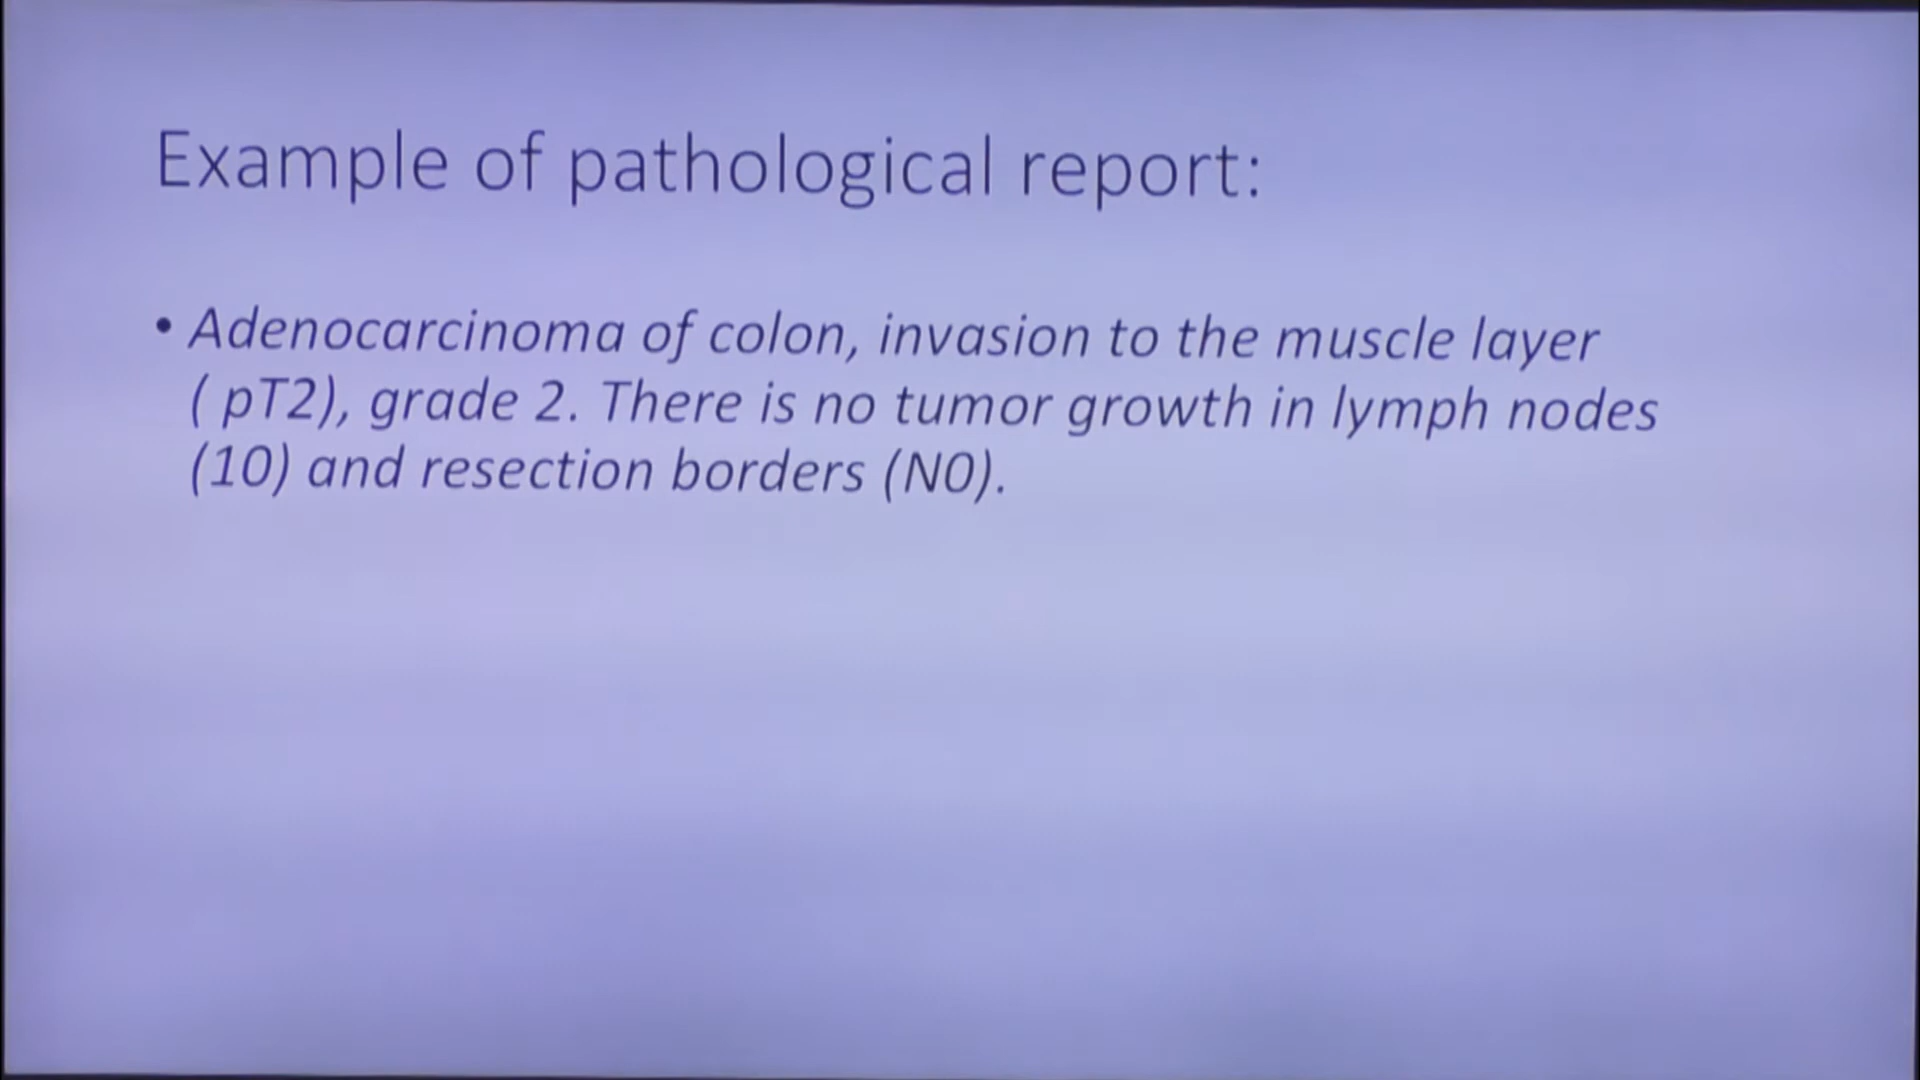 Example of pathological report:
• Adenocarcinoma of colon, invasion to the muscle layer
( pT2), grade 2. There is no tumor growth in lymph nodes
(10) and resection borders (N0).